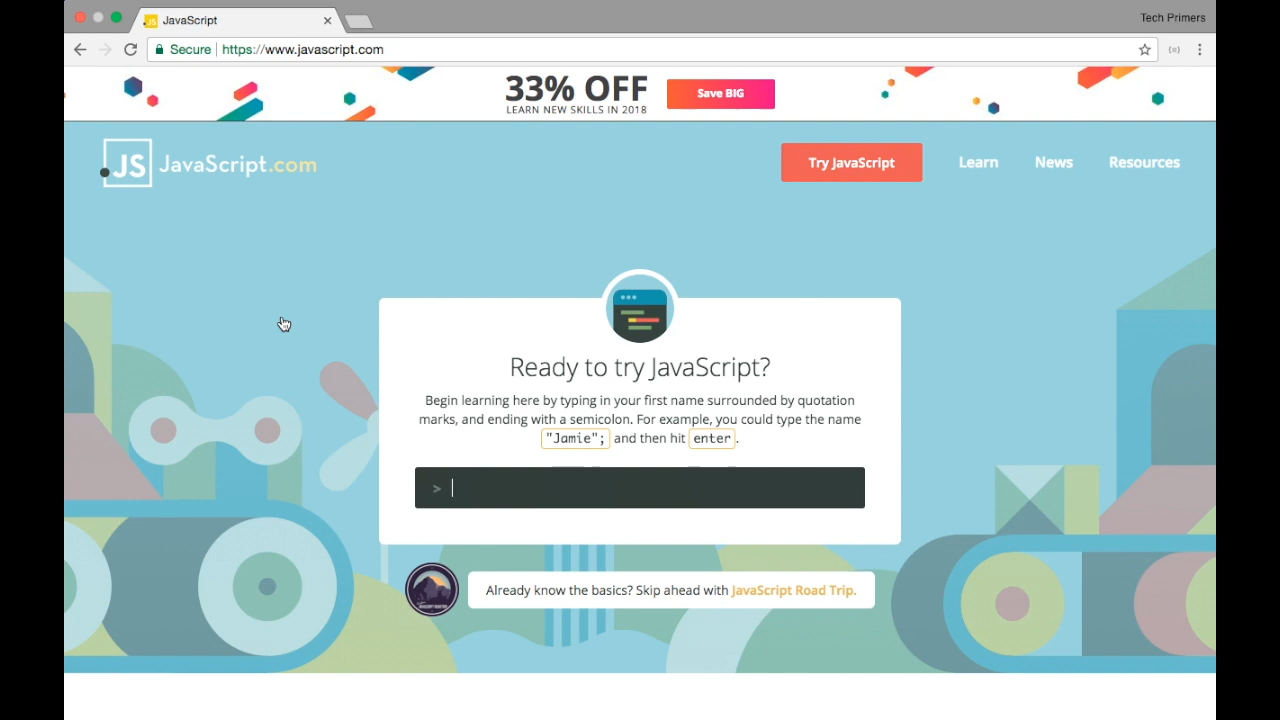 JavaScript
Tech Primers
Secure https://www.javascript.com
33% OFF
LEARN NEW SKILLS IN 2018
Save BIG
JS JavaScript.com
Try JavaScript
Learn
News
Resources
Ready to try JavaScript?
Begin learning here by typing in your first name surrounded by quotation
marks, and ending with a semicolon. For example, you could type the name
"Jamie"; and then hit enter.
>
Already know the basics? Skip ahead with JavaScript Road Trip.